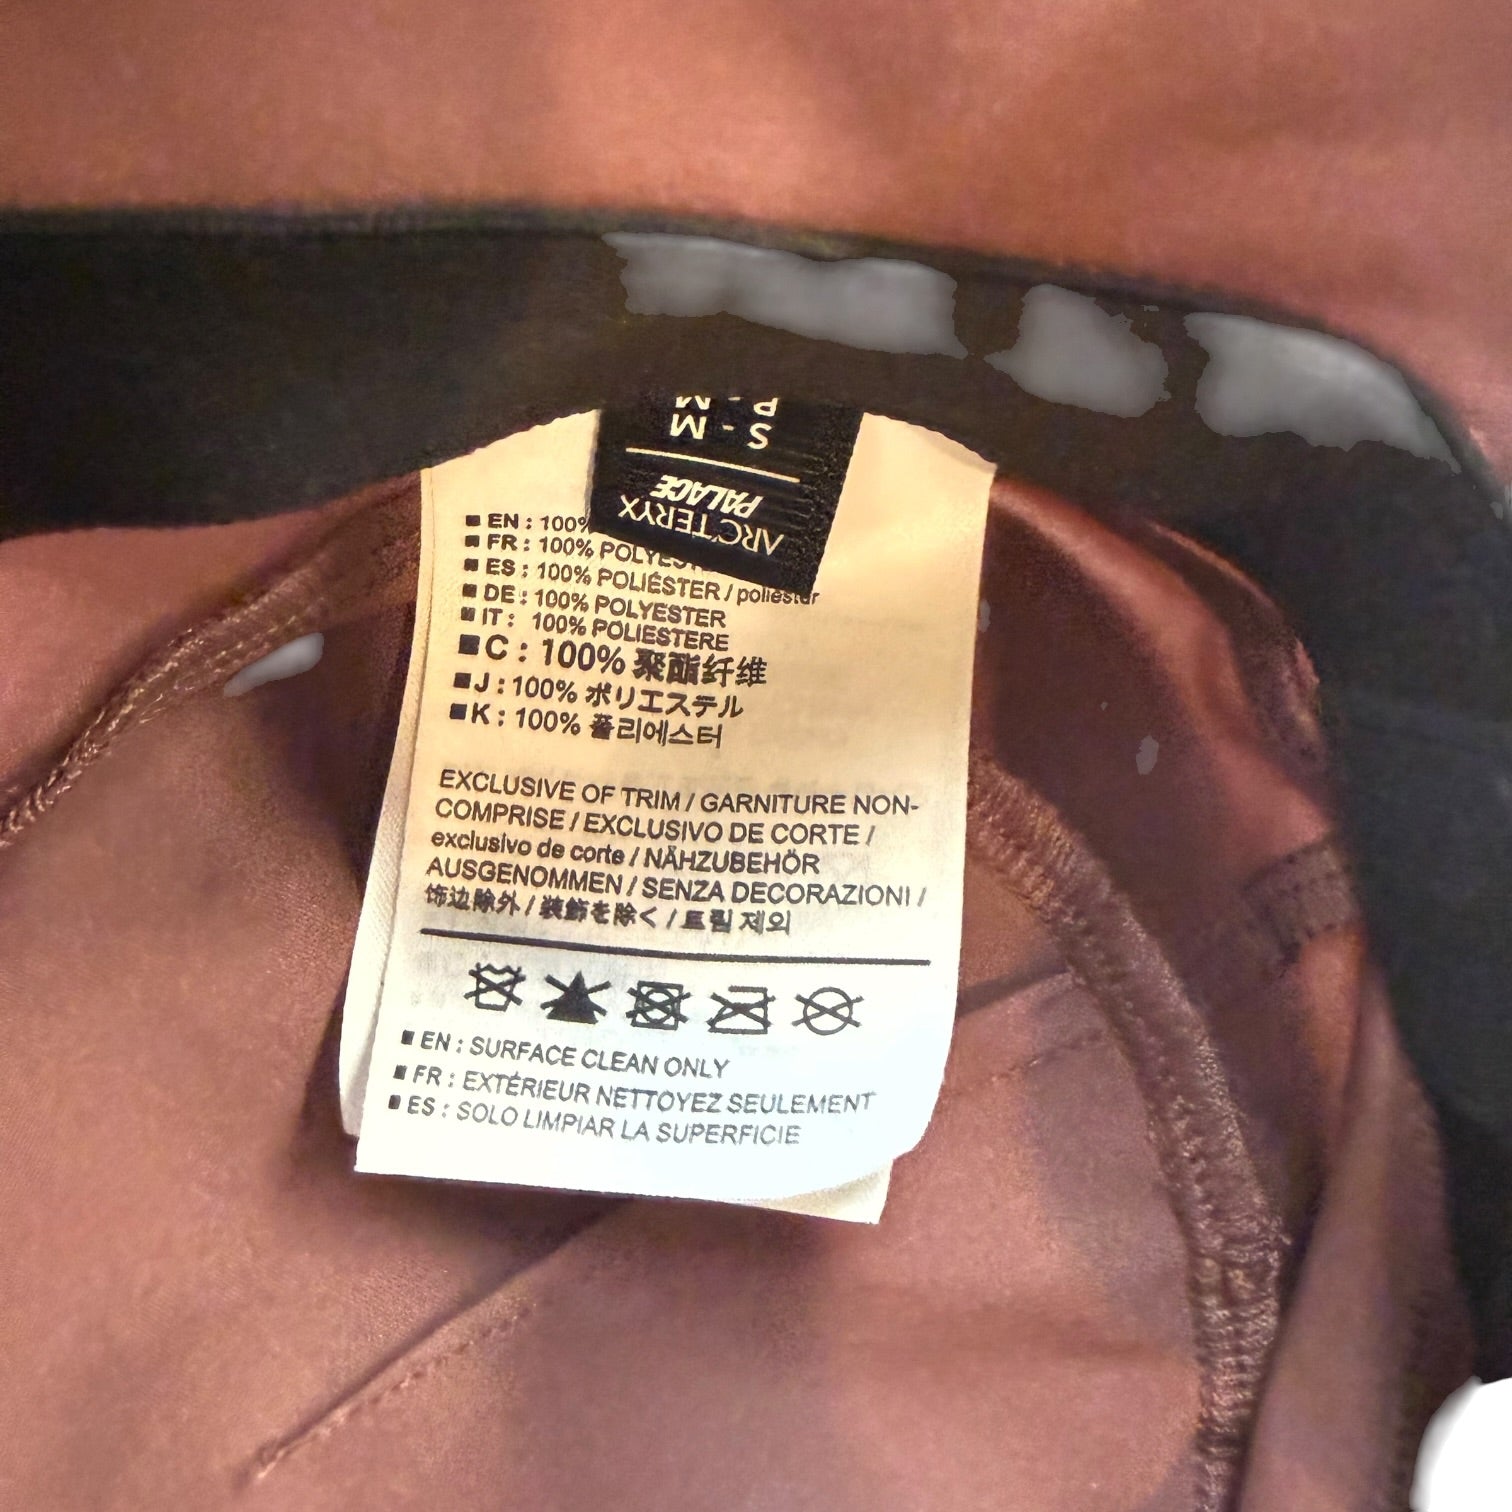 P - M
S - M
PALACE
ARC'TERYX
EN : 100%
FR : 100%
ES : 100% POLIÉSTER / poliéster
DE : 100% POLYESTER
IT : 100% POLIESTERE
C : 100% 聚酯纤维
J : 100% ポリエステル
K : 100% 폴리에스터
EXCLUSIVE OF TRIM / GARNITURE NON-
COMPRISE / EXCLUSIVO DE CORTE /
exclusivo de corte / NÄHZUBEHÖR
AUSGENOMMEN / SENZA DECORAZIONI /
饰边除外 / 装飾を除く / 트림 제외
EN : SURFACE CLEAN ONLY
FR : EXTÉRIEUR NETTOYEZ SEULEMENT
ES : SOLO LIMPIAR LA SUPERFICIE